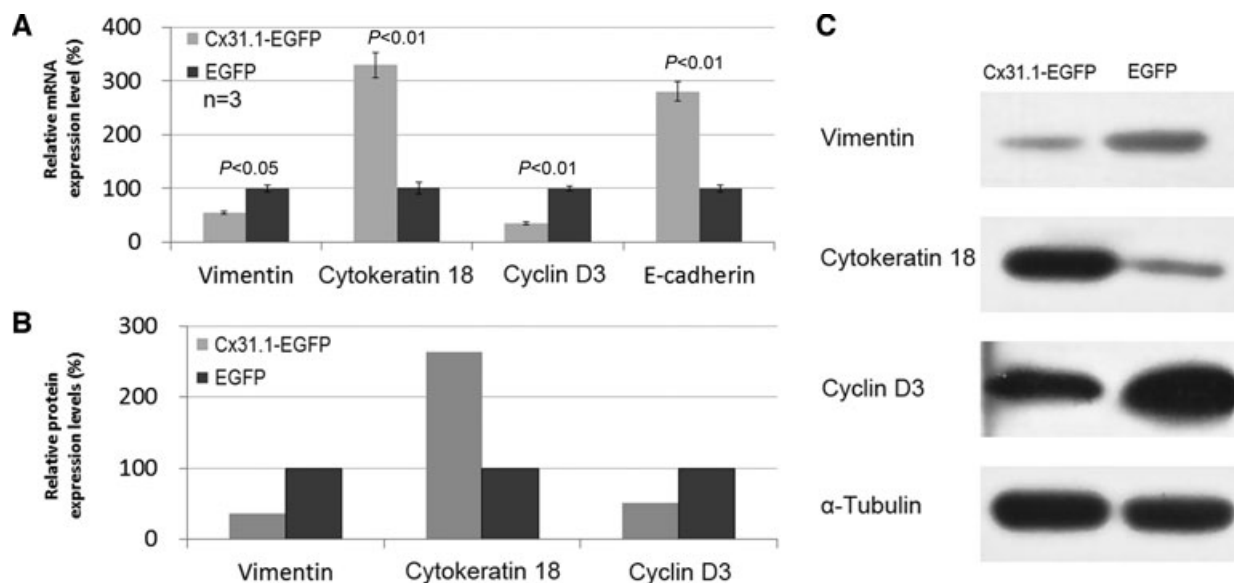 A
Relative mRNA
expression level (%)
400
300
200
100
0
Cx31.1-EGFP
EGFP
n=3
P<0.05
P<0.01
P<0.01
P<0.01
Vimentin
Cytokeratin 18
Cyclin D3
E-cadherin
B
Relative protein
expression levels (%)
300
200
100
0
Cx31.1-EGFP
EGFP
Vimentin
Cytokeratin 18
Cyclin D3
C
Cx31.1-EGFP
EGFP
Vimentin
Cytokeratin 18
Cyclin D3
α-Tubulin